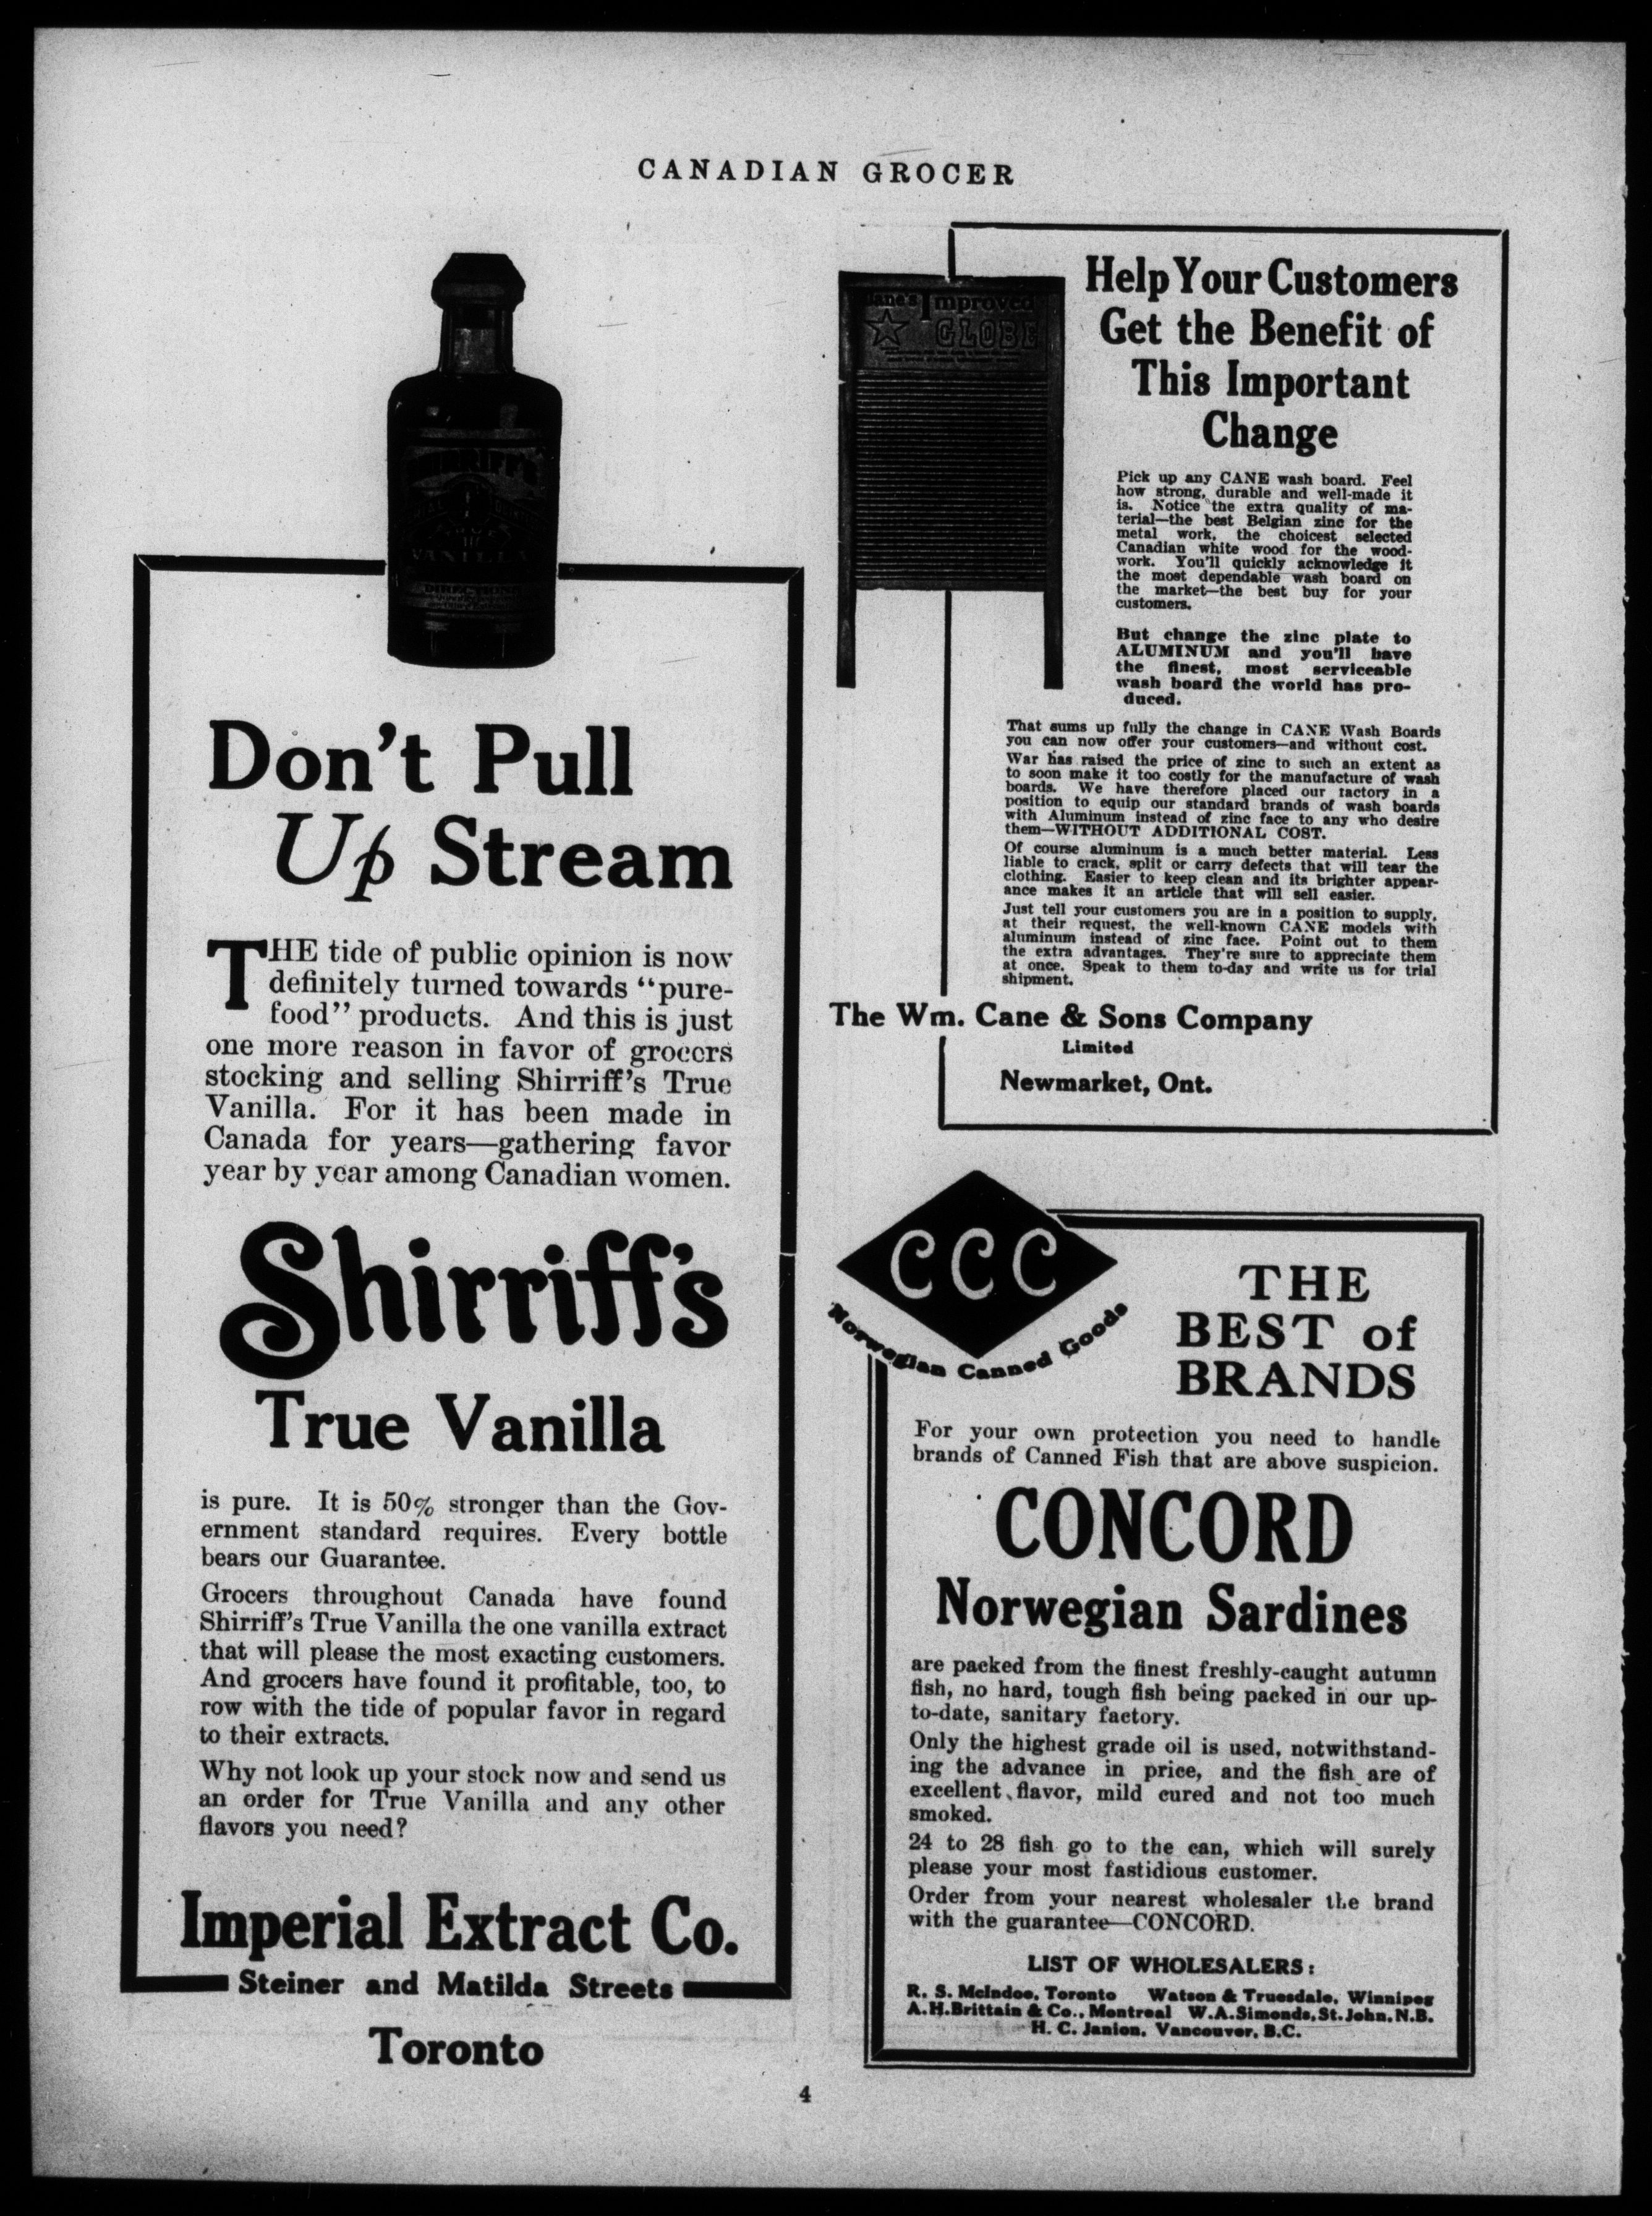 CANADIAN GROCER
SHIRRIFF'S
VANILLA
Don't Pull
Up Stream
THE tide of public opinion is now
definitely turned towards "pure-
food" products. And this is just
one more reason in favor of grocers
stocking and selling Shirriff's True
Vanilla. For it has been made in
Canada for years—gathering favor
year by year among Canadian women.
Shirriff's
True Vanilla
is pure. It is 50% stronger than the Gov-
ernment standard requires. Every bottle
bears our Guarantee.
Grocers throughout Canada have found
Shirriff's True Vanilla the one vanilla extract
that will please the most exacting customers.
And grocers have found it profitable, too, to
row with the tide of popular favor in regard
to their extracts.
Why not look up your stock now and send us
an order for True Vanilla and any other
flavors you need?
Imperial Extract Co.
Steiner and Matilda Streets
Toronto
Cane's Improved
GLOBE
Help Your Customers
Get the Benefit of
This Important
Change
Pick up any CANE wash board. Feel
how strong, durable and well-made it
is. Notice the extra quality of ma-
terial—the best Belgian zinc for the
metal work, the choicest selected
Canadian white wood for the wood-
work. You'll quickly acknowledge it
the most dependable wash board on
the market—the best buy for your
customers.
But change the zinc plate to
ALUMINUM and you'll have
the finest, most serviceable
wash board the world has pro-
duced.
That sums up fully the change in CANE Wash Boards
you can now offer your customers—and without cost.
War has raised the price of zinc to such an extent as
to soon make it too costly for the manufacture of wash
boards. We have therefore placed our factory in a
position to equip our standard brands of wash boards
with Aluminum instead of zinc face to any who desire
them—WITHOUT ADDITIONAL COST.
Of course aluminum is a much better material. Less
liable to crack, split or carry defects that will tear the
clothing. Easier to keep clean and its brighter appear-
ance makes it an article that will sell easier.
Just tell your customers you are in a position to supply,
at their request, the well-known CANE models with
aluminum instead of zinc face. Point out to them
the extra advantages. They're sure to appreciate them
at once. Speak to them to-day and write us for trial
shipment.
The Wm. Cane & Sons Company
Limited
Newmarket, Ont.
CCC
Norwegian Canned Goods
THE
BEST of
BRANDS
For your own protection you need to handle
brands of Canned Fish that are above suspicion.
CONCORD
Norwegian Sardines
are packed from the finest freshly-caught autumn
fish, no hard, tough fish being packed in our up-
to-date, sanitary factory.
Only the highest grade oil is used, notwithstand-
ing the advance in price, and the fish are of
excellent flavor, mild cured and not too much
smoked.
24 to 28 fish go to the can, which will surely
please your most fastidious customer.
Order from your nearest wholesaler the brand
with the guarantee—CONCORD.
LIST OF WHOLESALERS:
R. S. McIndoe, Toronto Watson & Truesdale, Winnipeg
A.H.Brittain & Co., Montreal W.A.Simonds,St.John,N.B.
H. C. Janion, Vancouver, B.C.
4